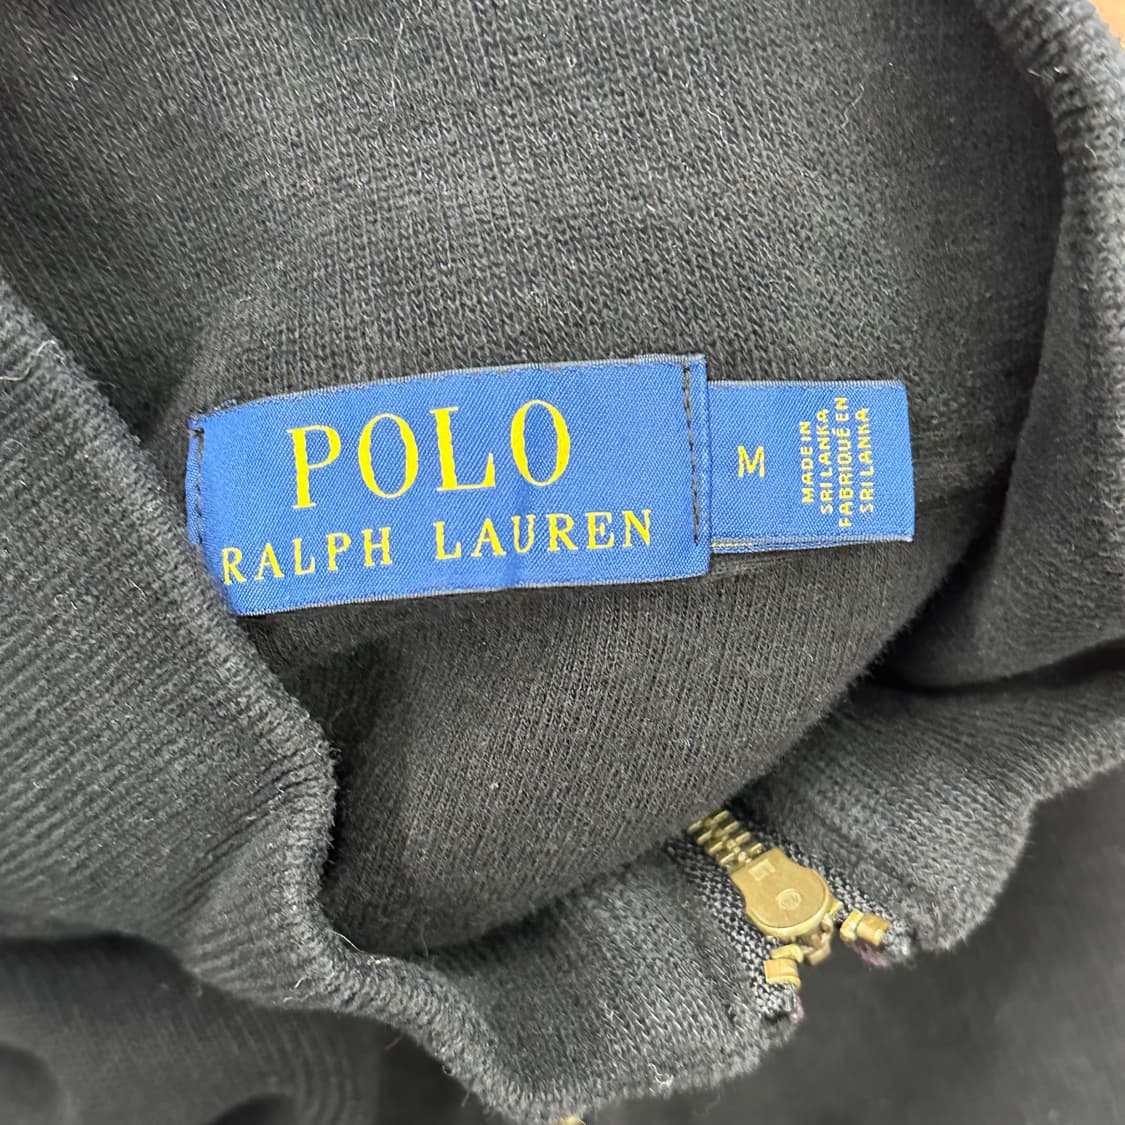 POLO
RALPH LAUREN
M
MADE IN
SRI LANKA
FABRIQUÉ EN
SRI LANKA